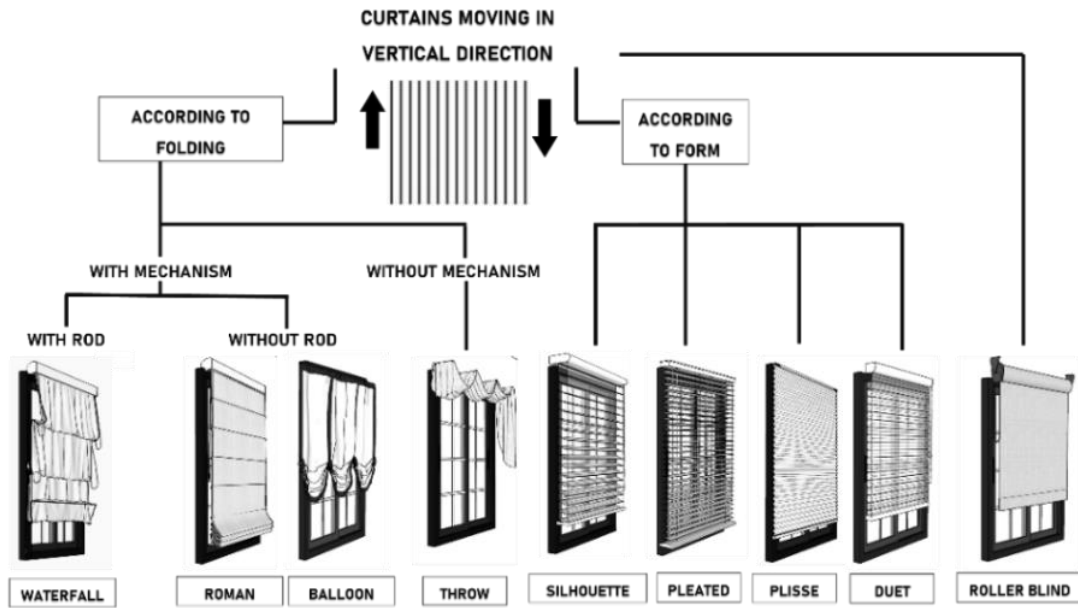 CURTAINS MOVING IN
VERTICAL DIRECTION
ACCORDING TO
FOLDING
ACCORDING
TO FORM
WITH MECHANISM
WITHOUT MECHANISM
WITH ROD
WITHOUT ROD
WATERFALL
ROMAN
BALLOON
THROW
SILHOUETTE
PLEATED
PLISSE
DUET
ROLLER BLIND